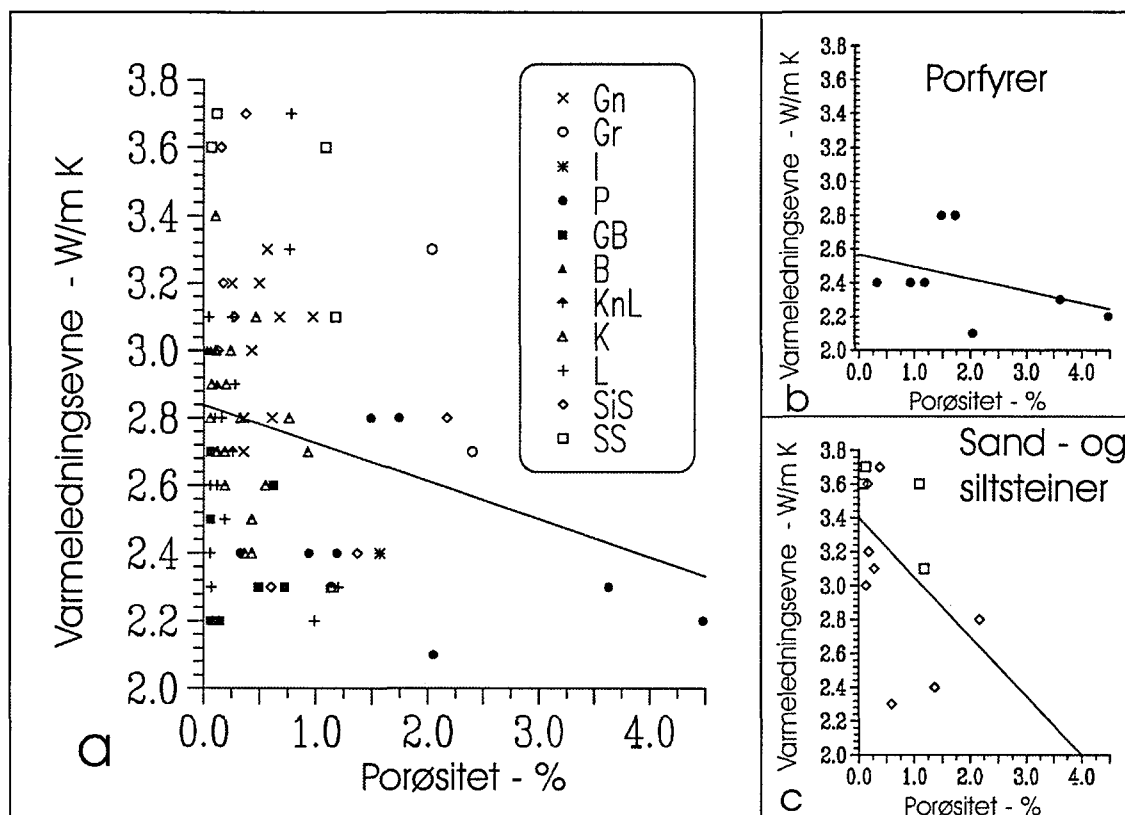 3.8
3.6
3.4
3.2
3.0
2.8
2.6
2.4
2.2
2.0
Varmeledningsevne - W/m K
0.0 1.0 2.0 3.0 4.0
Porøsitet - %
a
Gn
Gr
I
P
GB
B
KnL
K
L
SiS
SS
Porfyrer
3.8
3.6
3.4
3.2
3.0
2.8
2.6
2.4
2.2
2.0
Varmeledningsevne - W/m K
0.0 1.0 2.0 3.0 4.0
Porøsitet - %
b
Sand - og
siltsteiner
3.8
3.6
3.4
3.2
3.0
2.8
2.6
2.4
2.2
2.0
Varmeledningsevne - W/m K
0.0 1.0 2.0 3.0 4.0
Porøsitet - %
c